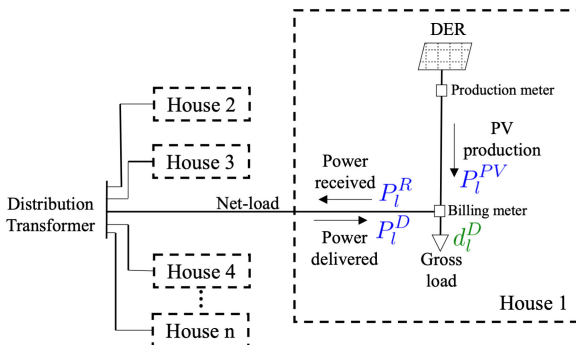 DER
Production meter
PV
production
P_l^{PV}
House 2
House 3
Power
received
P_l^R
Distribution
Transformer
Net-load
Billing meter
Power
delivered
P_l^D
d_l^D
Gross
load
House 4
House n
House 1